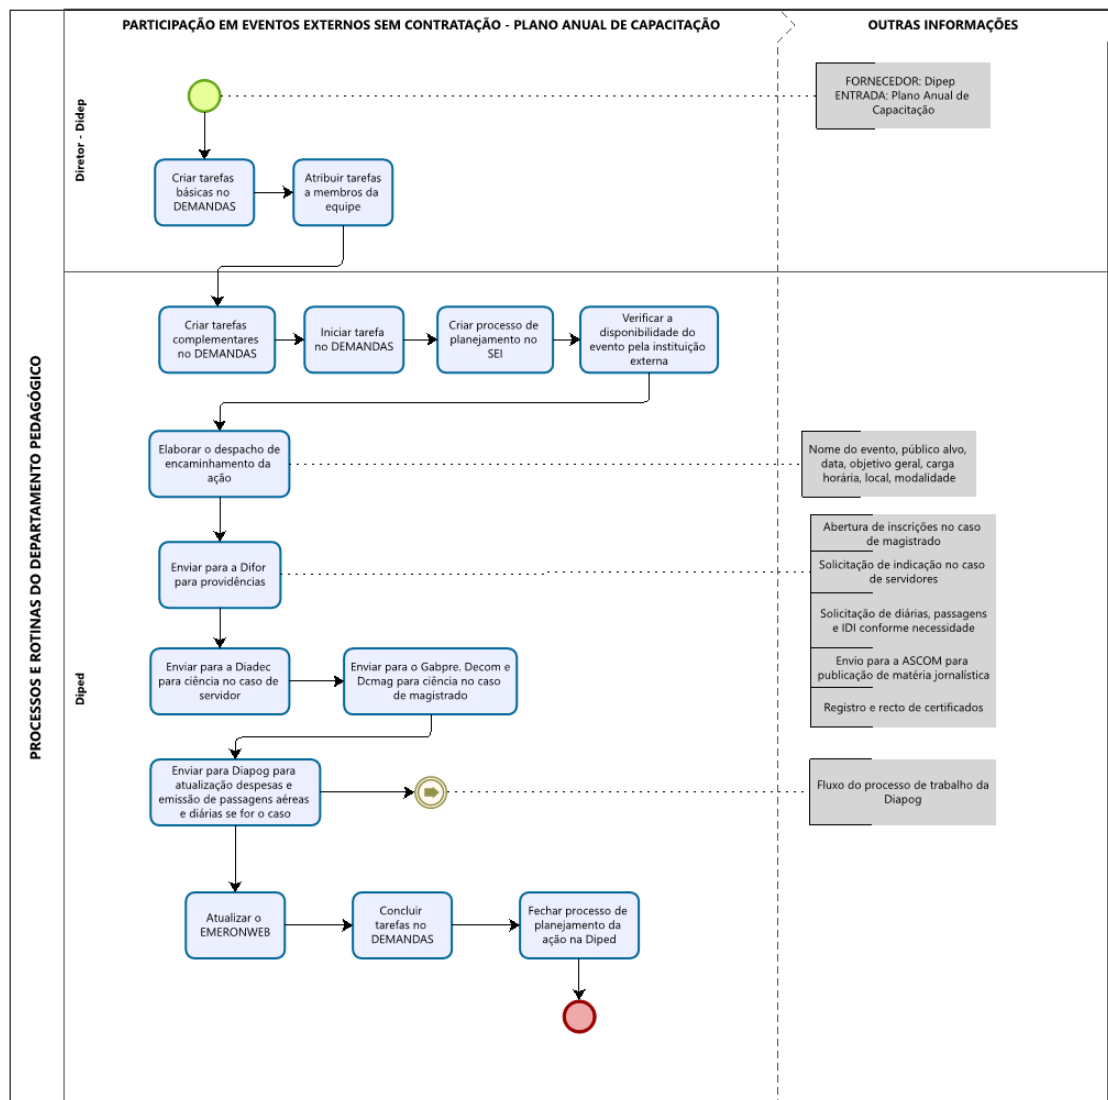 PARTICIPAÇÃO EM EVENTOS EXTERNOS SEM CONTRATAÇÃO - PLANO ANUAL DE CAPACITAÇÃO
OUTRAS INFORMAÇÕES
PROCESSOS E ROTINAS DO DEPARTAMENTO PEDAGÓGICO
Diretor - Didep
FORNECEDOR: Dipep
ENTRADA: Plano Anual de
Capacitação
Criar tarefas
básicas no
DEMANDAS
Atribuir tarefas
a membros da
equipe
Diped
Criar tarefas
complementares
no DEMANDAS
Iniciar tarefa
no DEMANDAS
Criar processo de
planejamento no
SEI
Verificar a
disponibilidade do
evento pela instituição
externa
Elaborar o despacho de
encaminhamento da
ação
Nome do evento, público alvo,
data, objetivo geral, carga
horária, local, modalidade
Enviar para a Difor
para providências
Abertura de inscrições no caso
de magistrado
Solicitação de indicação no caso
de servidores
Solicitação de diárias, passagens
e IDI conforme necessidade
Envio para a ASCOM para
publicação de matéria jornalística
Registro e recto de certificados
Enviar para a Diadec
para ciência no caso de
servidor
Enviar para o Gabpre. Decom e
Dcmag para ciência no caso
de magistrado
Enviar para Diapog para
atualização despesas e
emissão de passagens aéreas
e diárias se for o caso
Fluxo do processo de trabalho da
Diapog
Atualizar o
EMERONWEB
Concluir
tarefas no
DEMANDAS
Fechar processo de
planejamento da
ação na Diped